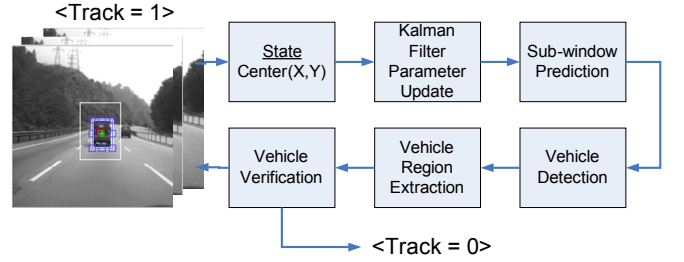 <Track = 1>
State
Center(X,Y)
Kalman
Filter
Parameter
Update
Sub-window
Prediction
Vehicle
Verification
Vehicle
Region
Extraction
Vehicle
Detection
<Track = 0>